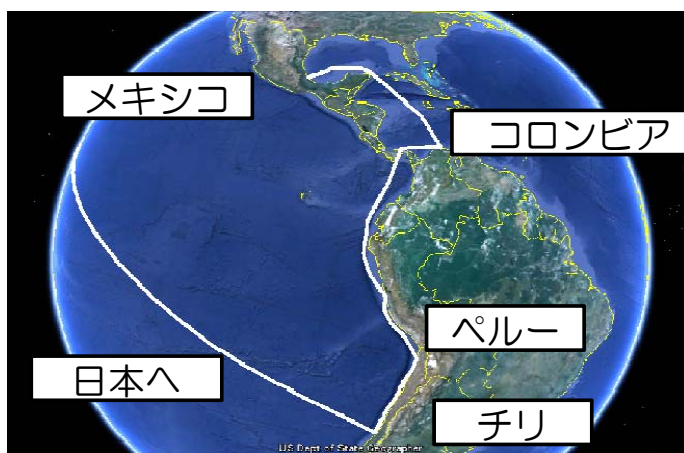 メキシコ
コロンビア
ペルー
日本へ
チリ
US Dept of State Geographer